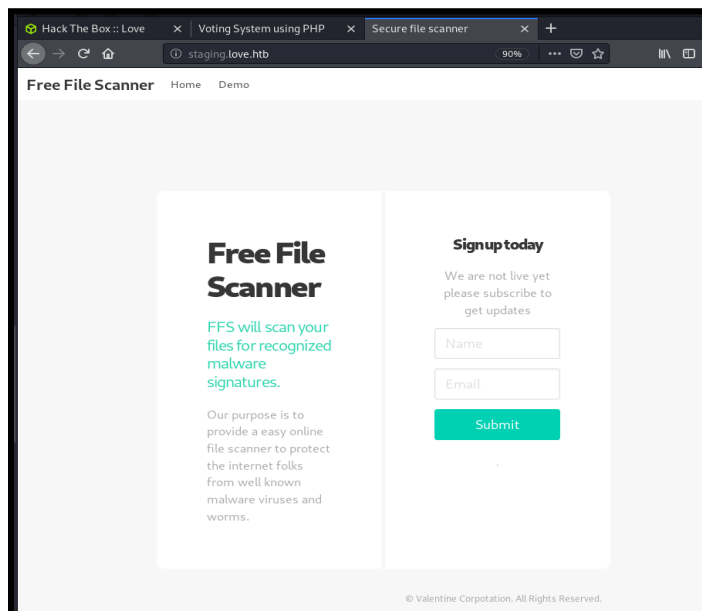 Hack The Box :: Love
Voting System using PHP
Secure file scanner
staging.love.htb
90%
Free File Scanner Home Demo
Free File
Scanner
FFS will scan your
files for recognized
malware
signatures.
Our purpose is to
provide a easy online
file scanner to protect
the internet folks
from well known
malware viruses and
worms.
Sign up today
We are not live yet
please subscribe to
get updates
Name
Email
Submit
.
© Valentine Corpotation. All Rights Reserved.